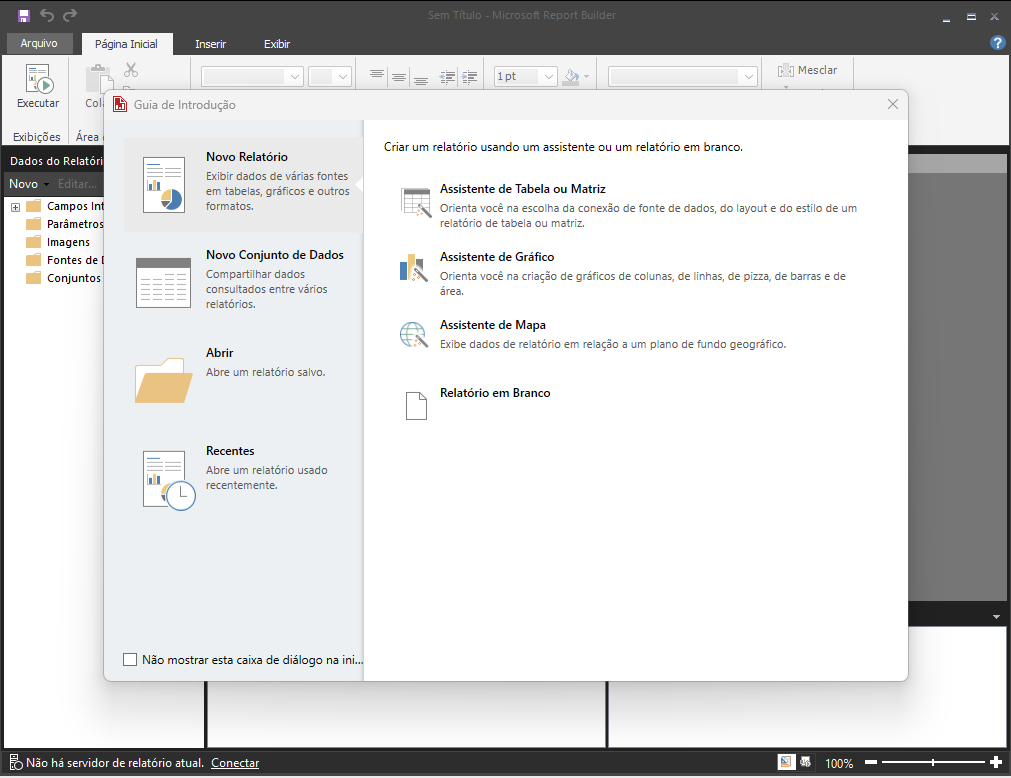 Sem Título - Microsoft Report Builder
Arquivo
Página Inicial
Inserir
Exibir
?
Executar
Exibições
Cola
Área
1 pt
Mesclar
Guia de Introdução
Dados do Relatóri
Novo
Editar...
Campos Int
Parâmetros
Imagens
Fontes de
Conjuntos
Novo Relatório
Exibir dados de várias fontes
em tabelas, gráficos e outros
formatos.
Novo Conjunto de Dados
Compartilhar dados
consultados entre vários
relatórios.
Abrir
Abre um relatório salvo.
Recentes
Abre um relatório usado
recentemente.
Não mostrar esta caixa de diálogo na ini...
Criar um relatório usando um assistente ou um relatório em branco.
Assistente de Tabela ou Matriz
Orienta você na escolha da conexão de fonte de dados, do layout e do estilo de um
relatório de tabela ou matriz.
Assistente de Gráfico
Orienta você na criação de gráficos de colunas, de linhas, de pizza, de barras e de
área.
Assistente de Mapa
Exibe dados de relatório em relação a um plano de fundo geográfico.
Relatório em Branco
Não há servidor de relatório atual. Conectar
100%